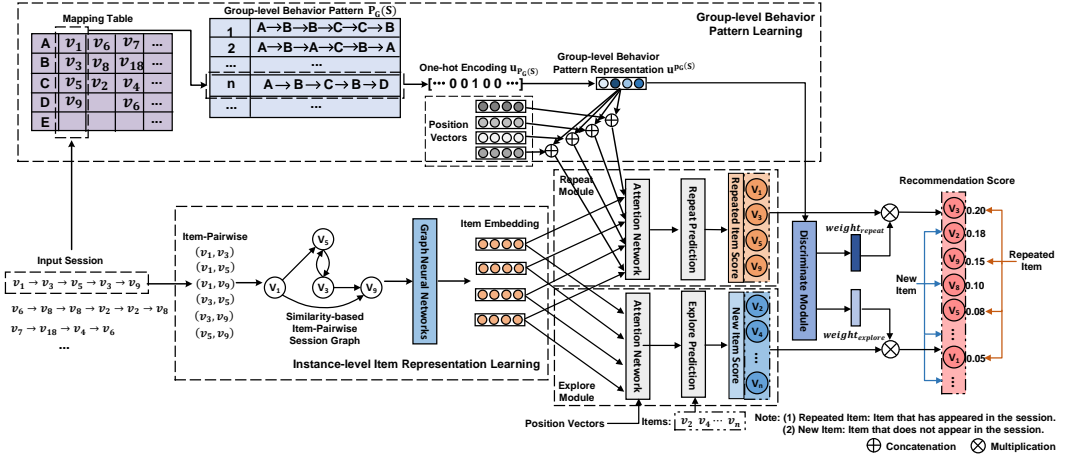 Mapping Table
A v1 v6 v7 ...
B v3 v8 v18 ...
C v5 v2 v4 ...
D v9 v6 ...
E ...
Group-level Behavior Pattern P_G(S)
1 A→B→B→C→C→B
2 A→B→A→C→B→A
... ...
n A→B→C→B→D
... ...
One-hot Encoding u_{P_G(S)}
[··· 0 0 1 0 0 ···]
Position
Vectors
Group-level Behavior
Pattern Representation u^{P_G(S)}
Group-level Behavior
Pattern Learning
Input Session
v1 → v3 → v5 → v3 → v9
v6 → v8 → v8 → v2 → v2 → v8
v7 → v18 → v4 → v6
...
Item-Pairwise
(v1, v3)
(v1, v5)
(v1, v9)
(v3, v5)
(v3, v9)
(v5, v9)
V5
V1
V3
V9
Similarity-based
Item-Pairwise
Session Graph
Graph Neural Networks
Item Embedding
Instance-level Item Representation Learning
Repeat
Module
Attention Network
Repeat Prediction
Repeated Item Score
V1
V3
V5
V9
Explore
Module
Attention Network
Explore Prediction
New Item Score
V2
V4
...
Vn
Position Vectors
Items: v2 v4 ··· vn
Discriminate Module
weight_repeat
weight_explore
Recommendation Score
V3 0.20
V2 0.18
V9 0.15
V8 0.10
V5 0.08
...
V1 0.05
...
New
Item
Repeated
Item
Note: (1) Repeated Item: Item that has appeared in the session.
(2) New Item: Item that does not appear in the session.
⊕ Concatenation ⊗ Multiplication